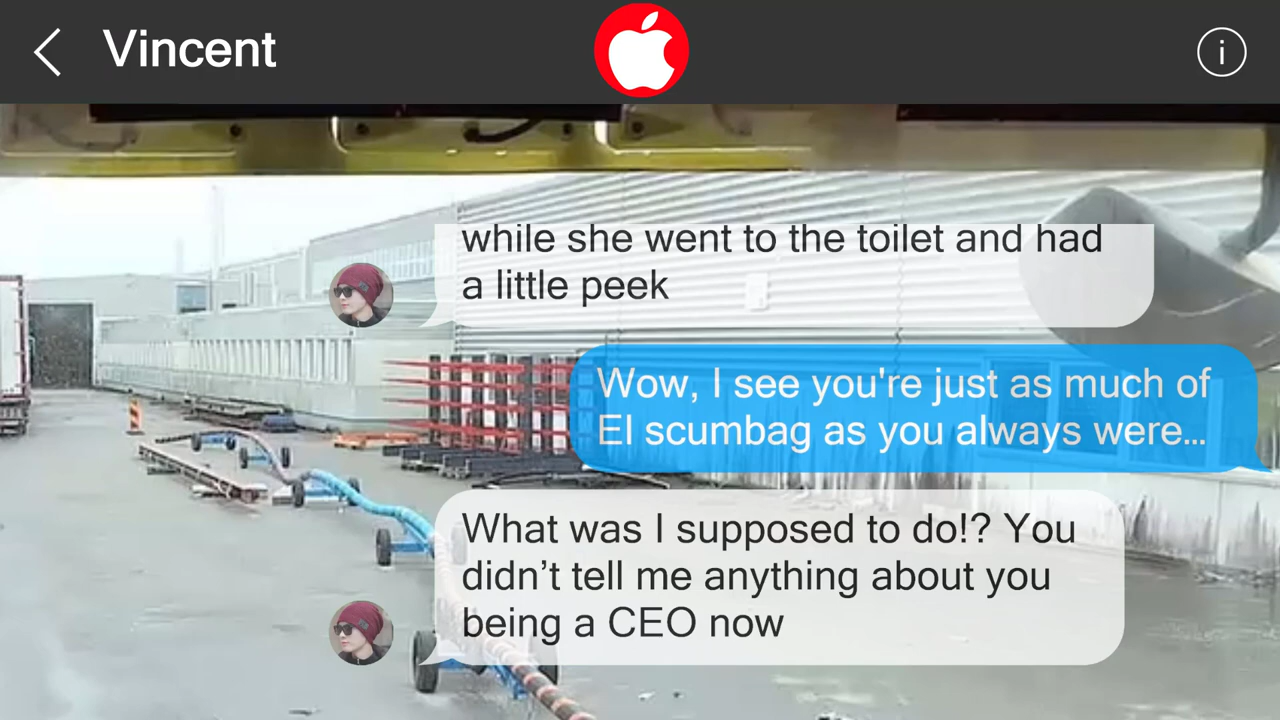 Vincent
i
while she went to the toilet and had
a little peek
Wow, I see you're just as much of
El scumbag as you always were...
What was I supposed to do!? You
didn’t tell me anything about you
being a CEO now